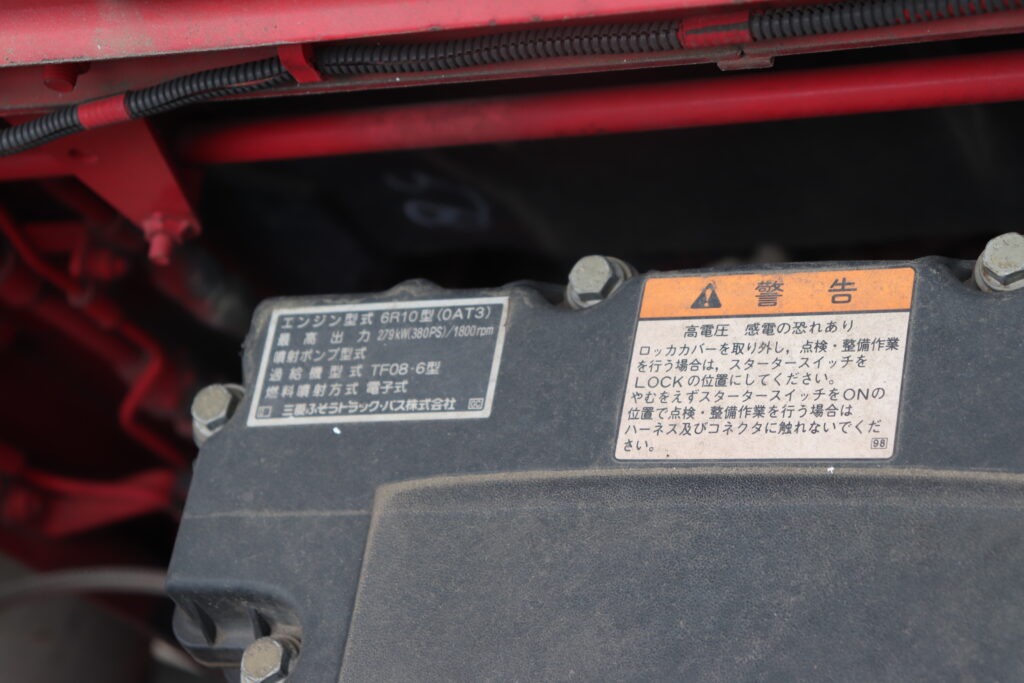 エンジン型式 6R10型(0AT3)
最高出力 279kW(380PS)/1800rpm
噴射ポンプ型式
過給機型式 TF08-6型
燃料噴射方式 電子式
三菱ふそうトラック・バス株式会社
警告
高電圧 感電の恐れあり
ロッカカバーを取り外し,点検・整備作業
を行う場合は,スタータースイッチを
LOCKの位置にしてください。
やむをえずスタータースイッチをONの
位置で点検・整備作業を行う場合は
ハーネス及びコネクタに触れないでくだ
さい。
98